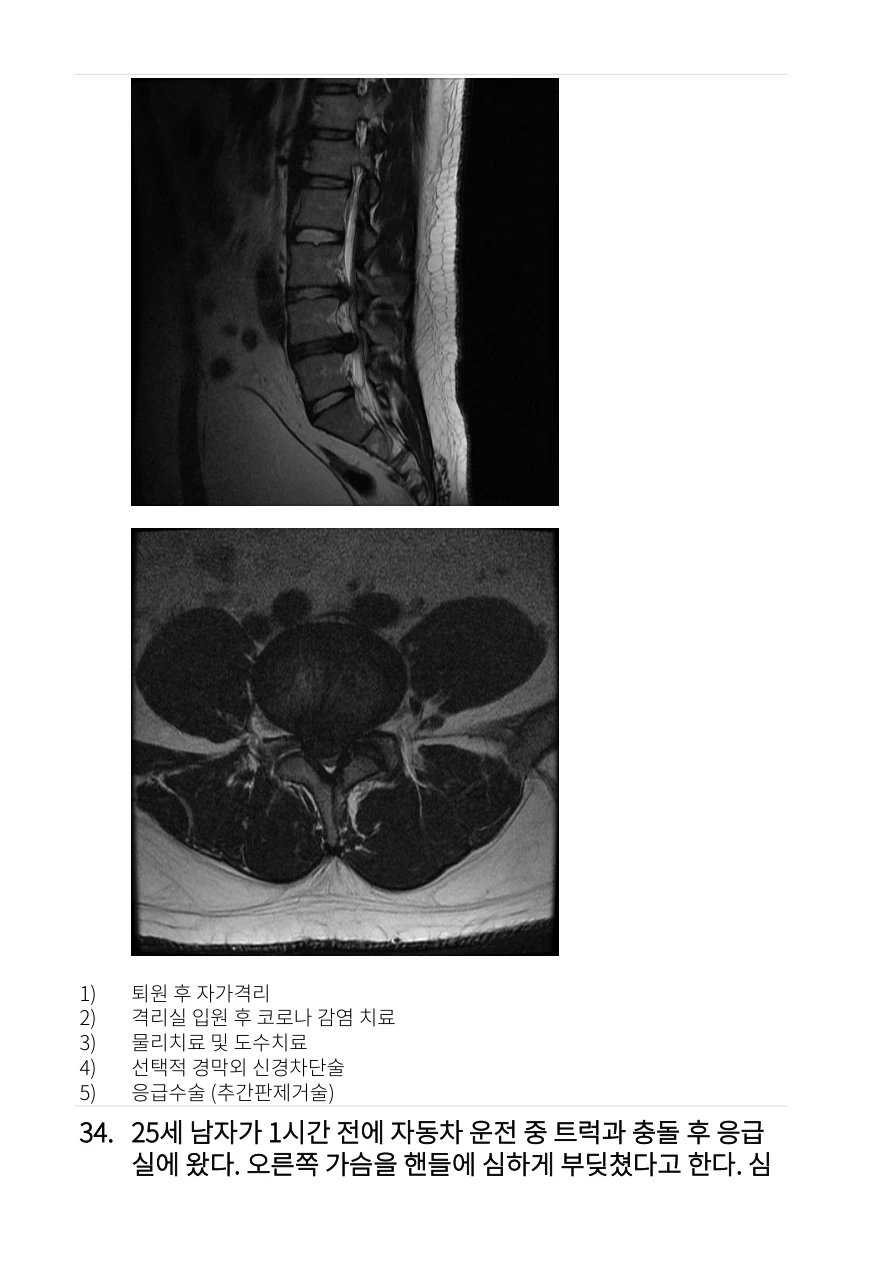 1) 퇴원 후 자가격리
2) 격리실 입원 후 코로나 감염 치료
3) 물리치료 및 도수치료
4) 선택적 경막외 신경차단술
5) 응급수술 (추간판제거술)
34. 25세 남자가 1시간 전에 자동차 운전 중 트럭과 충돌 후 응급
실에 왔다. 오른쪽 가슴을 핸들에 심하게 부딪쳤다고 한다. 심